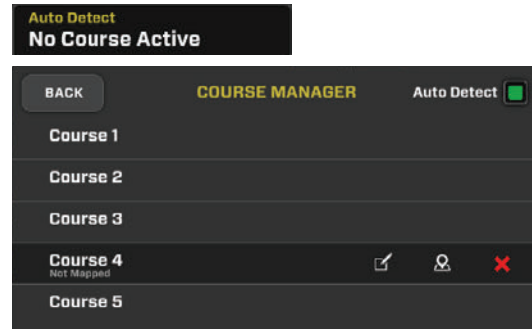 Auto Detect
No Course Active
BACK COURSE MANAGER Auto Detect
Course 1
Course 2
Course 3
Course 4
Not Mapped
Course 5